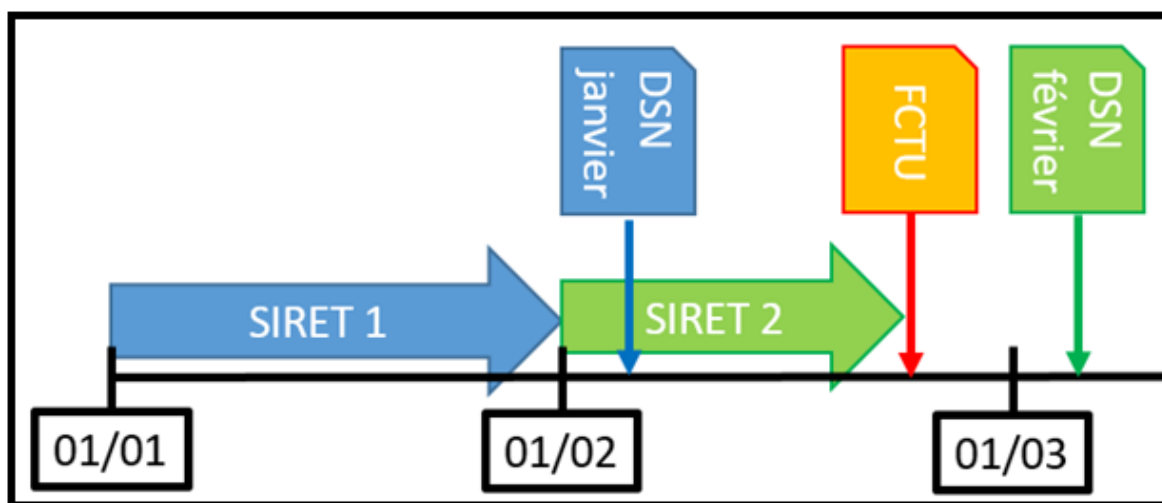 DSN
janvier
FCTU
DSN
février
SIRET 1
SIRET 2
01/01
01/02
01/03